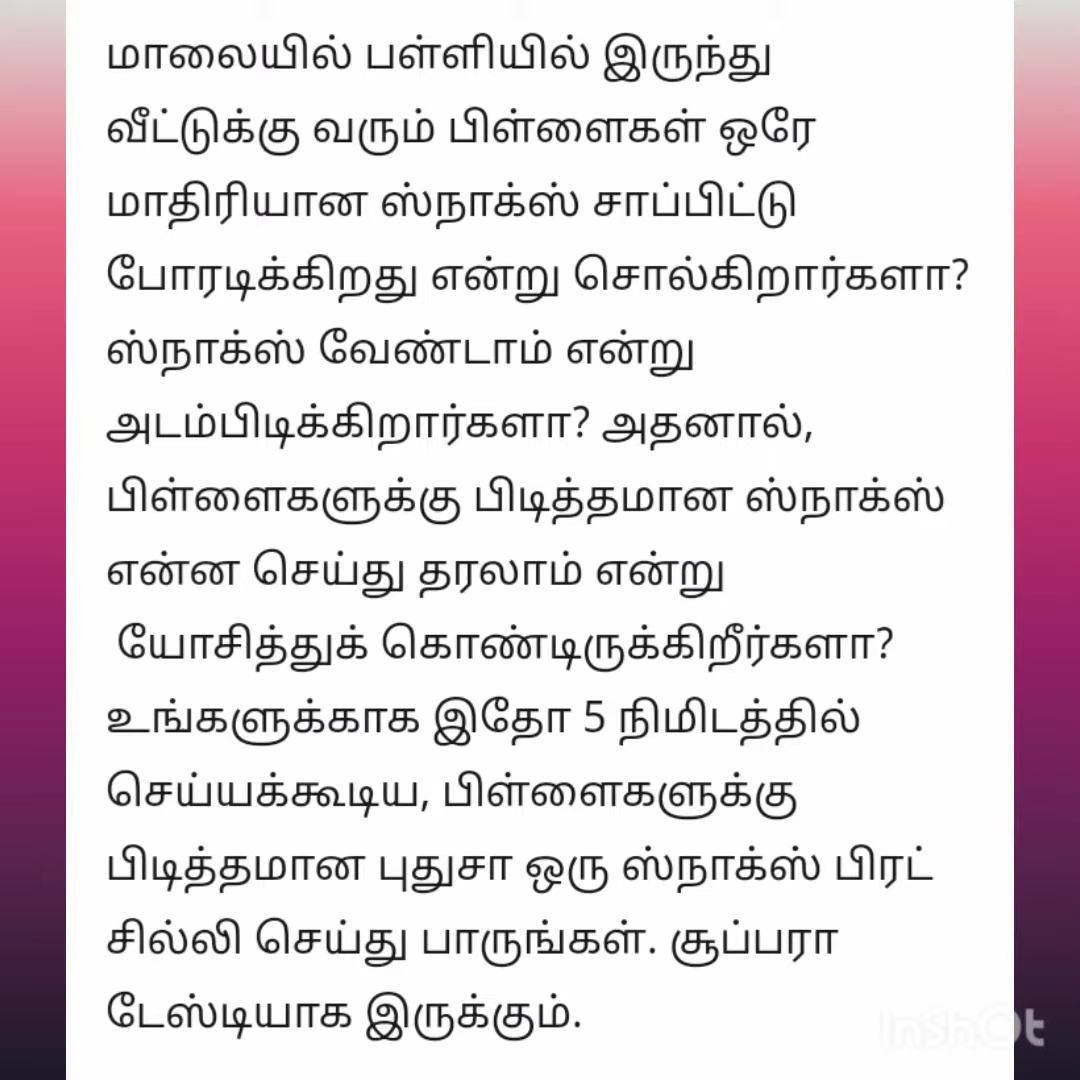 மாலையில் பள்ளியில் இருந்து
வீட்டுக்கு வரும் பிள்ளைகள் ஒரே
மாதிரியான ஸ்நாக்ஸ் சாப்பிட்டு
போரடிக்கிறது என்று சொல்கிறார்களா?
ஸ்நாக்ஸ் வேண்டாம் என்று
அடம்பிடிக்கிறார்களா? அதனால்,
பிள்ளைகளுக்கு பிடித்தமான ஸ்நாக்ஸ்
என்ன செய்து தரலாம் என்று
யோசித்துக் கொண்டிருக்கிறீர்களா?
உங்களுக்காக இதோ 5 நிமிடத்தில்
செய்யக்கூடிய, பிள்ளைகளுக்கு
பிடித்தமான புதுசா ஒரு ஸ்நாக்ஸ் பிரட்
சில்லி செய்து பாருங்கள். சூப்பரா
டேஸ்டியாக இருக்கும்.
InShOt